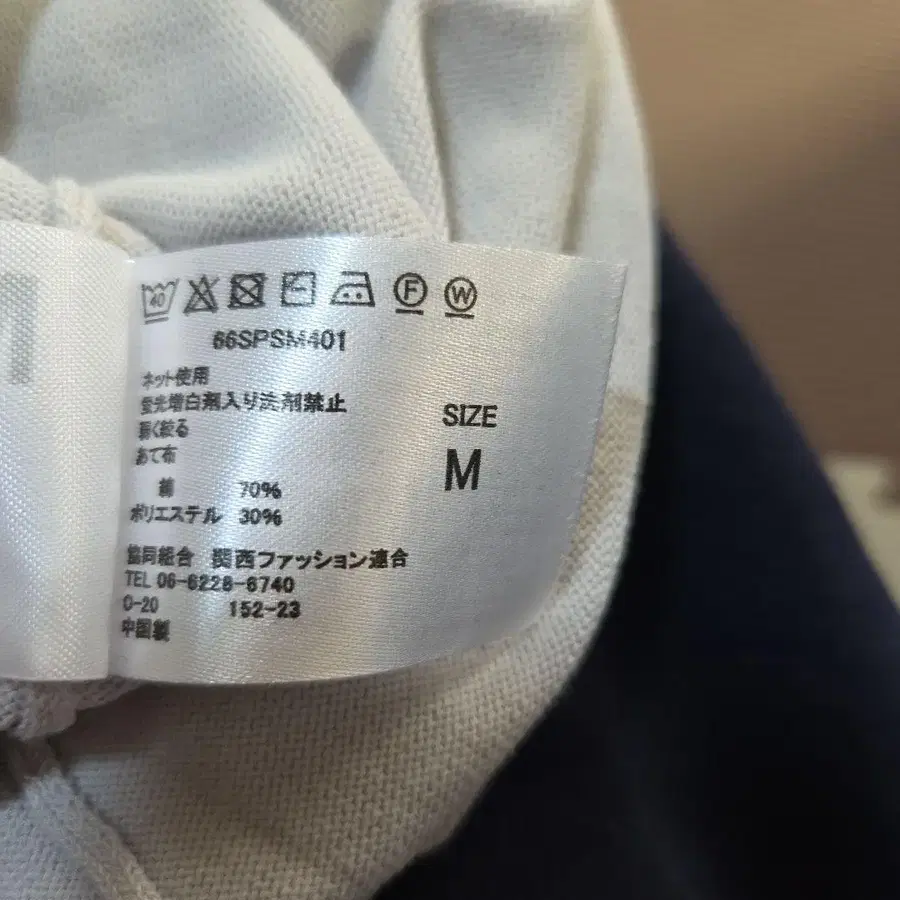 40 F W
66SPSM401
ネット使用
蛍光増白剤入り洗剤禁止
弱く絞る
あて布
綿 70%
ポリエステル 30%
SIZE
M
協同組合 関西ファッション連合
TEL 06-6228-6740
O-20 152-23
中国製